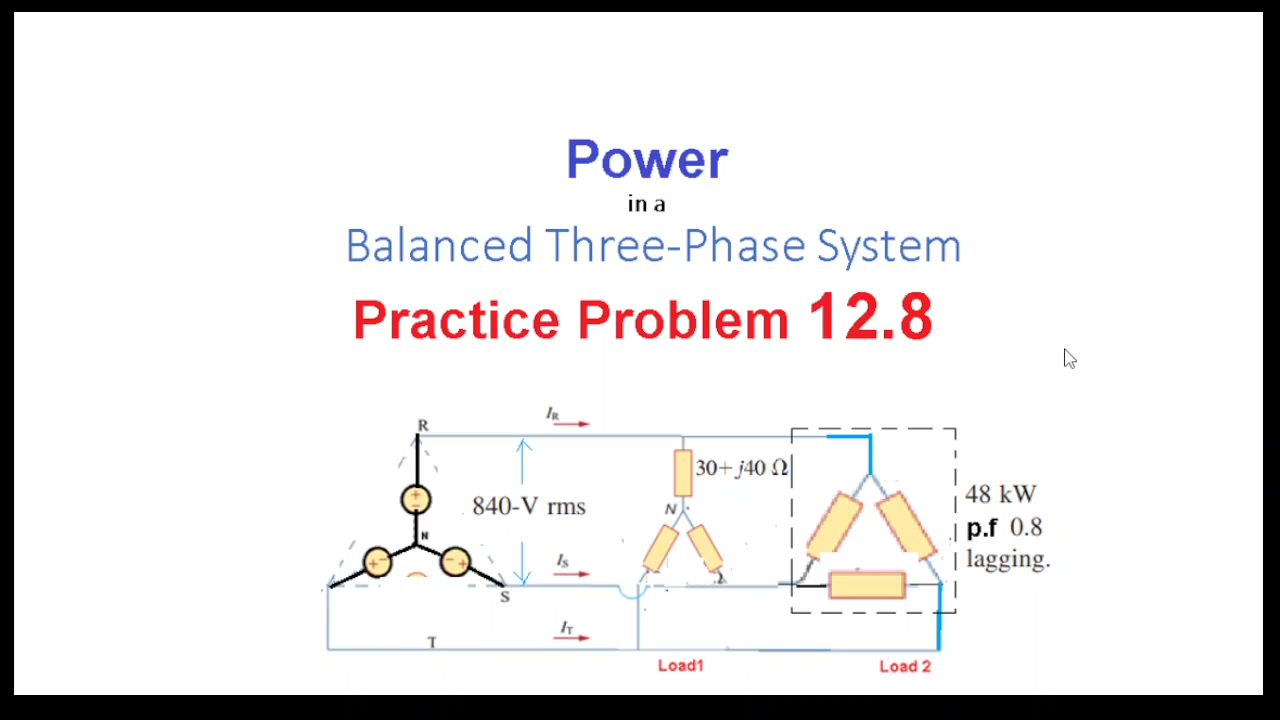 Power
in a
Balanced Three-Phase System
Practice Problem 12.8
R
I_R
30+j40 Ω
840-V rms
N
N
48 kW
p.f 0.8
lagging.
I_S
S
I_T
T
Load1
Load 2